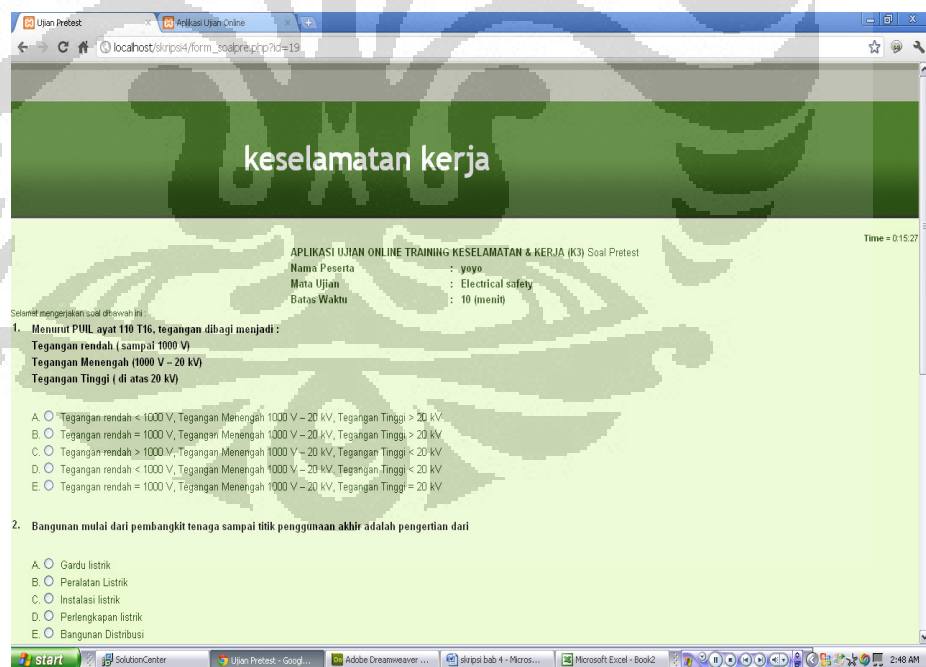 Ujian Pretest
Aplikasi Ujian Online
localhost/skripsi4/form_soalpre.php?id=19
keselamatan kerja
Time = 0:15:27
APLIKASI UJIAN ONLINE TRAINING KESELAMATAN & KERJA (K3) Soal Pretest
Nama Peserta : yoyo
Mata Ujian : Electrical safety
Batas Waktu : 10 (menit)
Selamat mengerjakan soal dibawah ini :
1. Menurut PUIL ayat 110 T16, tegangan dibagi menjadi :
Tegangan rendah ( sampai 1000 V)
Tegangan Menengah (1000 V – 20 kV)
Tegangan Tinggi ( di atas 20 kV)
A. Tegangan rendah < 1000 V, Tegangan Menengah 1000 V – 20 kV, Tegangan Tinggi > 20 kV
B. Tegangan rendah = 1000 V, Tegangan Menengah 1000 V – 20 kV, Tegangan Tinggi > 20 kV
C. Tegangan rendah > 1000 V, Tegangan Menengah 1000 V – 20 kV, Tegangan Tinggi < 20 kV
D. Tegangan rendah < 1000 V, Tegangan Menengah 1000 V – 20 kV, Tegangan Tinggi < 20 kV
E. Tegangan rendah = 1000 V, Tegangan Menengah 1000 V – 20 kV, Tegangan Tinggi = 20 kV
2. Bangunan mulai dari pembangkit tenaga sampai titik penggunaan akhir adalah pengertian dari
A. Gardu listrik
B. Peralatan Listrik
C. Instalasi listrik
D. Perlengkapan listrik
E. Bangunan Distribusi
start
SolutionCenter
Ujian Pretest - Googl...
Adobe Dreamweaver ...
skripsi bab 4 - Micros...
Microsoft Excel - Book2
2:48 AM